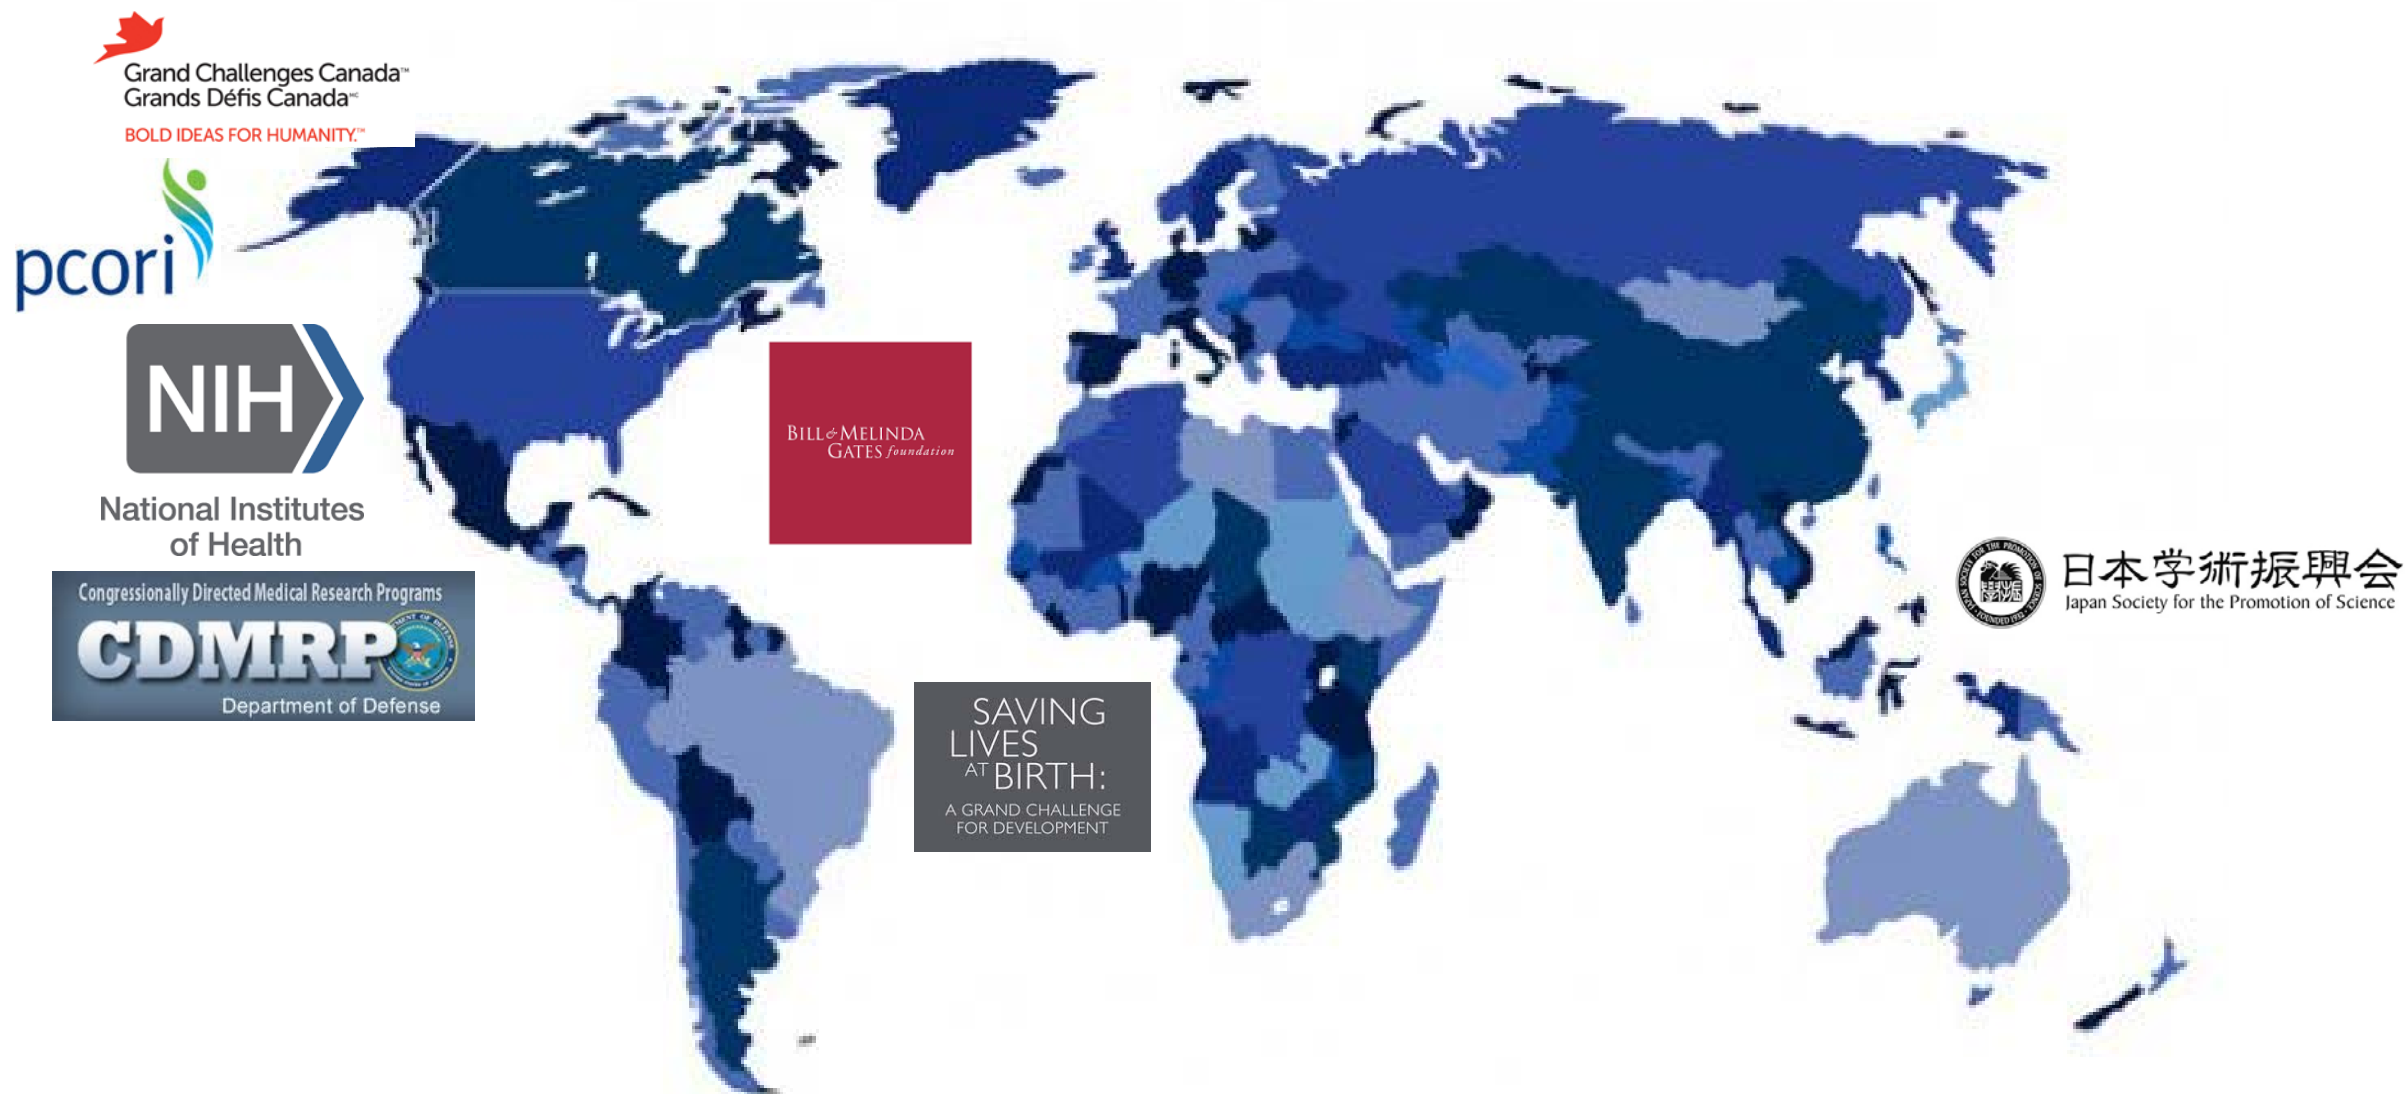 Grand Challenges Canada™
Grands Défis Canada MC
BOLD IDEAS FOR HUMANITY.™
pcori
NIH
National Institutes
of Health
Congressionally Directed Medical Research Programs
CDMRP
Department of Defense
BILL & MELINDA
GATES foundation
SAVING
LIVES
AT BIRTH:
A GRAND CHALLENGE
FOR DEVELOPMENT
日本学術振興会
Japan Society for the Promotion of Science